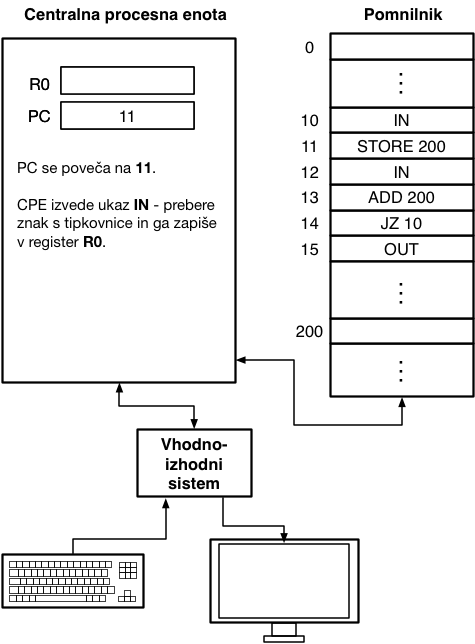 Centralna procesna enota
R0
PC 11
PC se poveča na 11.
CPE izvede ukaz IN - prebere
znak s tipkovnice in ga zapiše
v register R0.
Pomnilnik
0
⋮
10 IN
11 STORE 200
12 IN
13 ADD 200
14 JZ 10
15 OUT
⋮
200
⋮
Vhodno-
izhodni
sistem